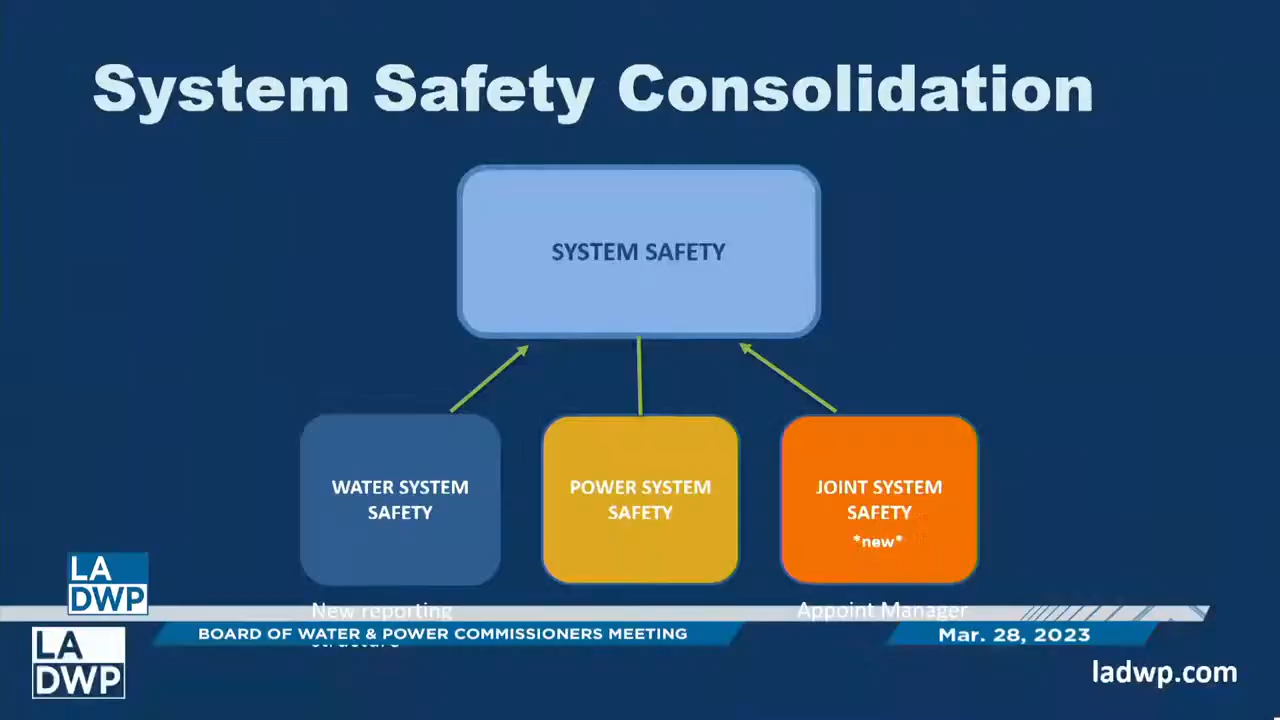 System Safety Consolidation
SYSTEM SAFETY
WATER SYSTEM
SAFETY
POWER SYSTEM
SAFETY
JOINT SYSTEM
SAFETY
*new*
New reporting
structure
Appoint Manager
LA
DWP
BOARD OF WATER & POWER COMMISSIONERS MEETING
Mar. 28, 2023
LA
DWP
ladwp.com